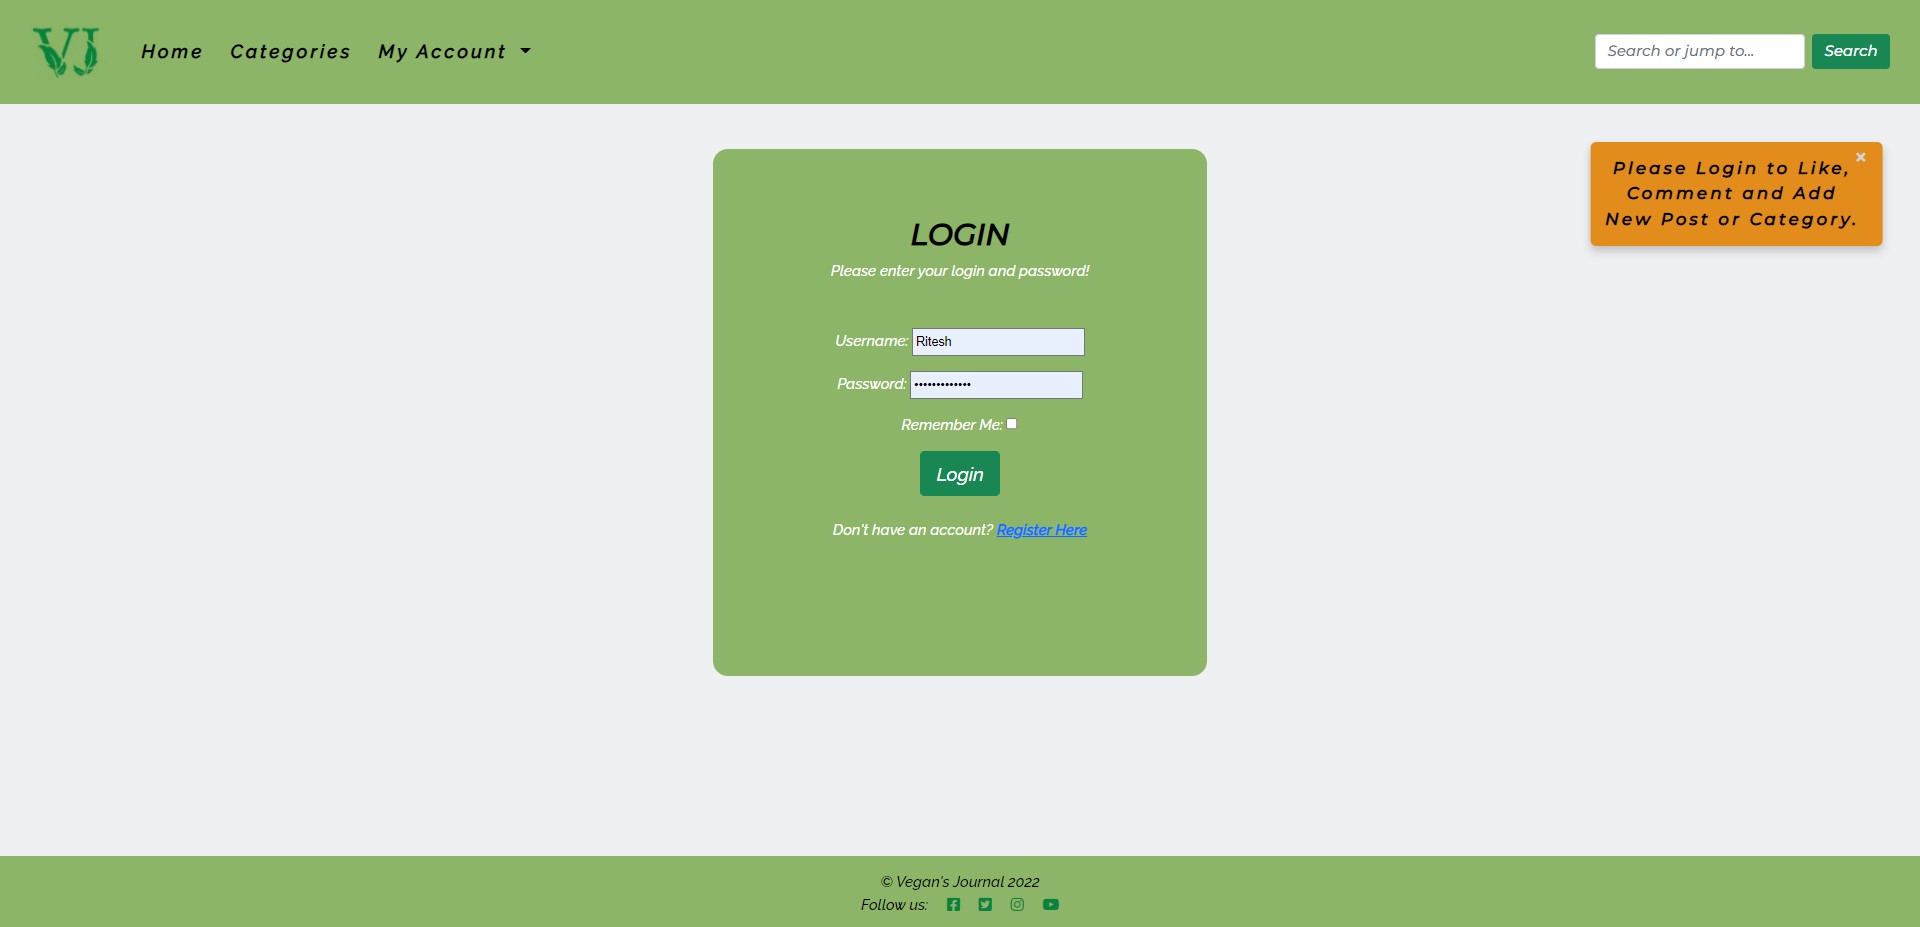 VJ
Home Categories My Account
Search or jump to... Search
Please Login to Like,
Comment and Add
New Post or Category.
LOGIN
Please enter your login and password!
Username: Ritesh
Password: •••••••••••••
Remember Me:
Login
Don't have an account? Register Here
© Vegan's Journal 2022
Follow us: